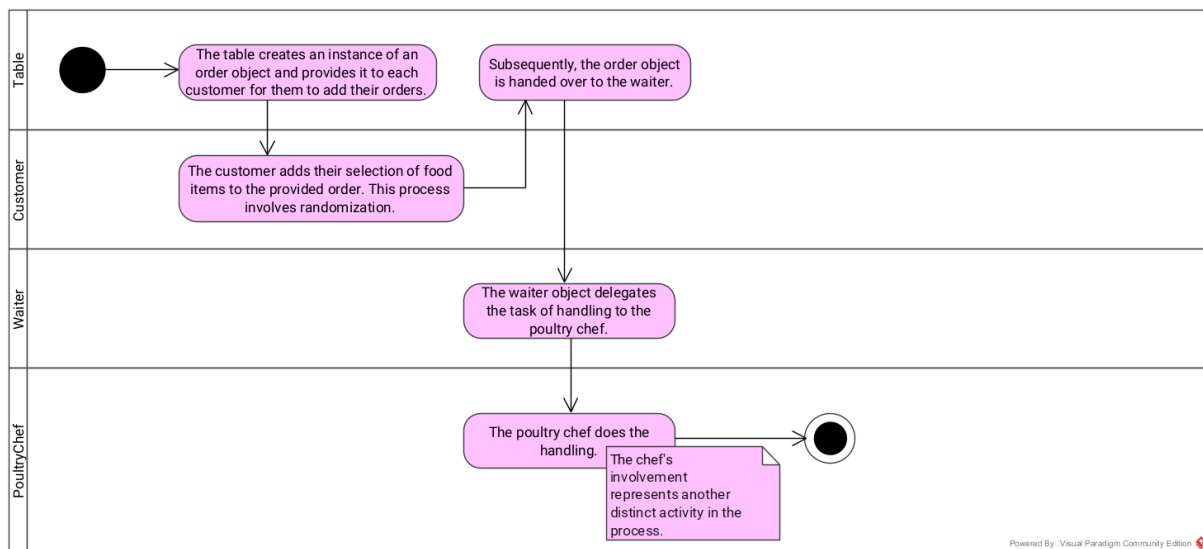 Table
The table creates an instance of an
order object and provides it to each
customer for them to add their orders.
Subsequently, the order object
is handed over to the waiter.
Customer
The customer adds their selection of food
items to the provided order. This process
involves randomization.
Waiter
The waiter object delegates
the task of handling to the
poultry chef.
PoultryChef
The poultry chef does the
handling.
The chef's
involvement
represents another
distinct activity in the
process.
Powered By Visual Paradigm Community Edition